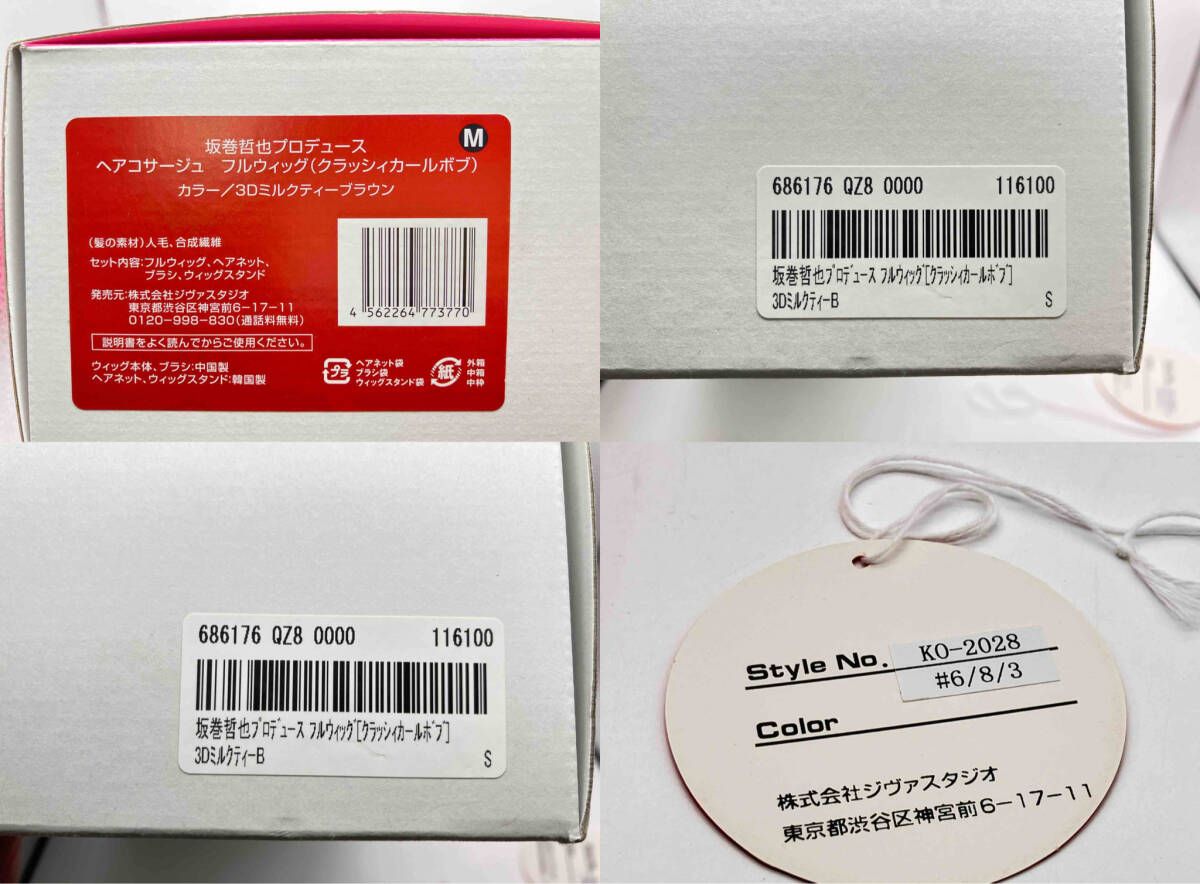 M
坂巻哲也プロデュース
ヘアコサージュ フルウィッグ(クラッシィカールボブ)
カラー/3Dミルクティーブラウン
(髪の素材)人毛、合成繊維
セット内容:フルウィッグ、ヘアネット、
ブラシ、ウィッグスタンド
発売元:株式会社ジヴァスタジオ
東京都渋谷区神宮前6-17-11
0120-998-830(通話料無料)
説明書をよく読んでからご使用ください。
ウィッグ本体、ブラシ:中国製
ヘアネット、ウィッグスタンド:韓国製
4 562264 773770
プラ
ヘアネット袋
ブラシ袋
ウィッグスタンド袋
紙
外箱
中箱
中枠
686176 QZ8 0000 116100
坂巻哲也ﾌﾟﾛﾃﾞｭｰｽ ﾌﾙｳｨｯｸﾞ[ｸﾗｯｼｨｶｰﾙﾎﾞﾌﾞ]
3DﾐﾙｸﾃｨｰB S
686176 QZ8 0000 116100
坂巻哲也ﾌﾟﾛﾃﾞｭｰｽ ﾌﾙｳｨｯｸﾞ[ｸﾗｯｼｨｶｰﾙﾎﾞﾌﾞ]
3DﾐﾙｸﾃｨｰB S
Style No. KO-2028
#6/8/3
Color
株式会社ジヴァスタジオ
東京都渋谷区神宮前6-17-11